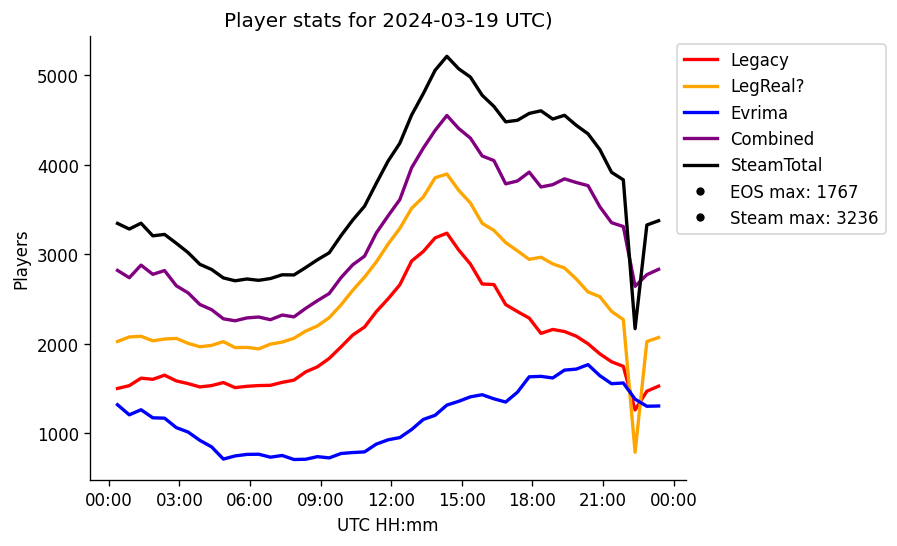 Player stats for 2024-03-19 UTC)
Players
5000
4000
3000
2000
1000
00:00 03:00 06:00 09:00 12:00 15:00 18:00 21:00 00:00
UTC HH:mm
Legacy
LegReal?
Evrima
Combined
SteamTotal
EOS max: 1767
Steam max: 3236